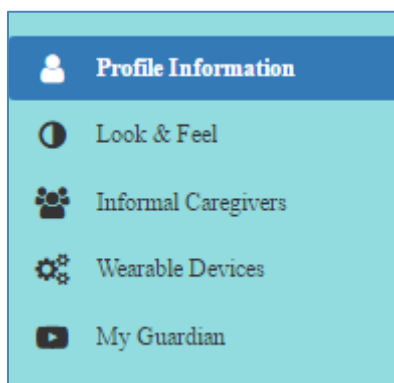 Profile Information
Look & Feel
Informal Caregivers
Wearable Devices
My Guardian